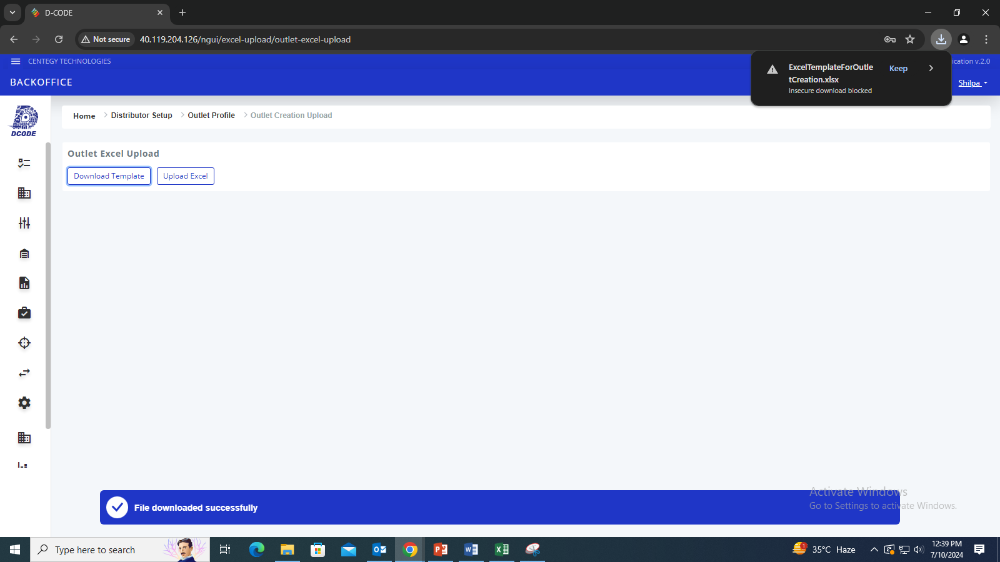 D-CODE
Not secure
40.119.204.126/ngui/excel-upload/outlet-excel-upload
CENTEGY TECHNOLOGIES
ication v.2.0
BACKOFFICE
Shilpa
ExcelTemplateForOutle
tCreation.xlsx
Keep
Insecure download blocked
DCODE
Home
Distributor Setup
Outlet Profile
Outlet Creation Upload
Outlet Excel Upload
Download Template
Upload Excel
File downloaded successfully
Activate Windows
Go to Settings to activate Windows.
Type here to search
1
35°C Haze
12:39 PM
7/10/2024